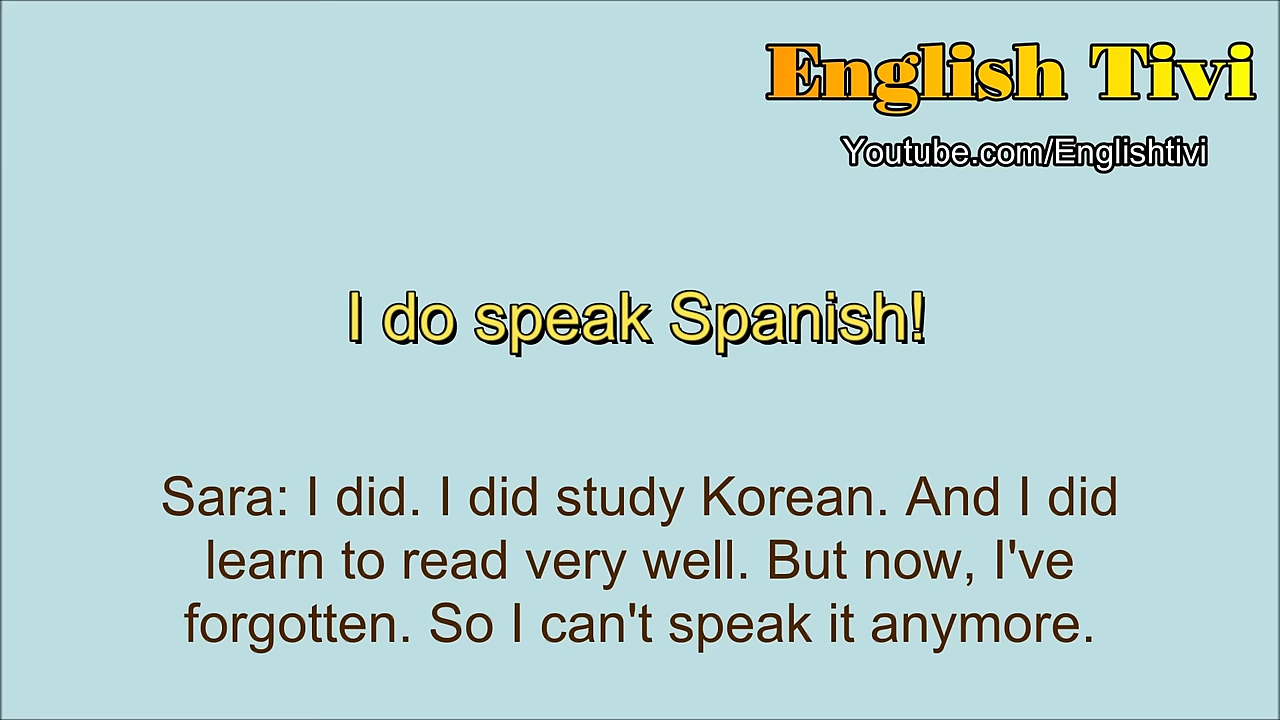 English Tivi
Youtube.com/Englishtivi
I do speak Spanish!
Sara: I did. I did study Korean. And I did
learn to read very well. But now, I've
forgotten. So I can't speak it anymore.